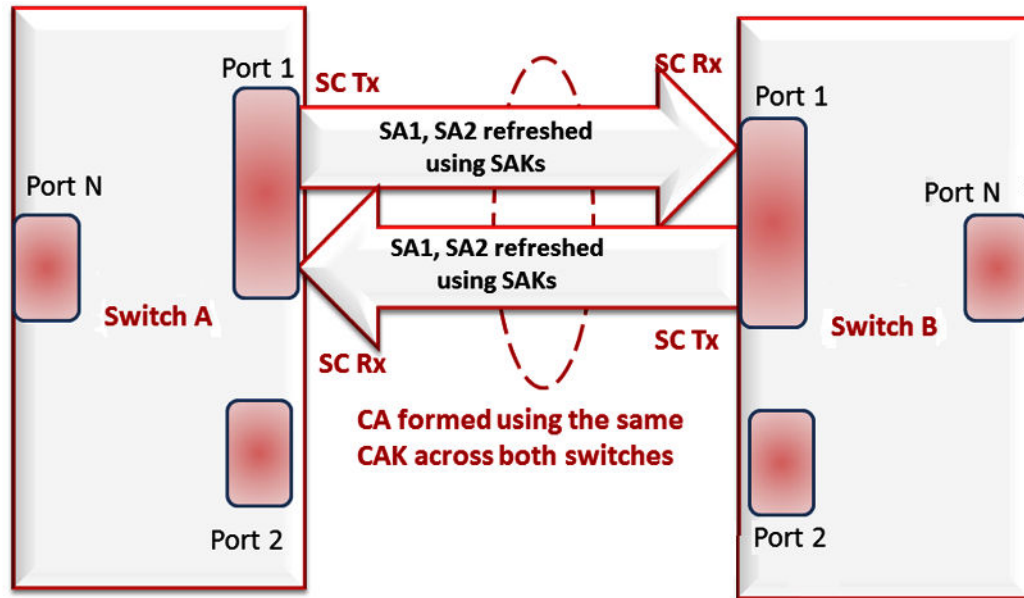 Port 1
SC Tx
SC Rx
Port 1
SA1, SA2 refreshed
using SAKs
Port N
Port N
SA1, SA2 refreshed
using SAKs
Switch A
Switch B
SC Rx
SC Tx
CA formed using the same
CAK across both switches
Port 2
Port 2